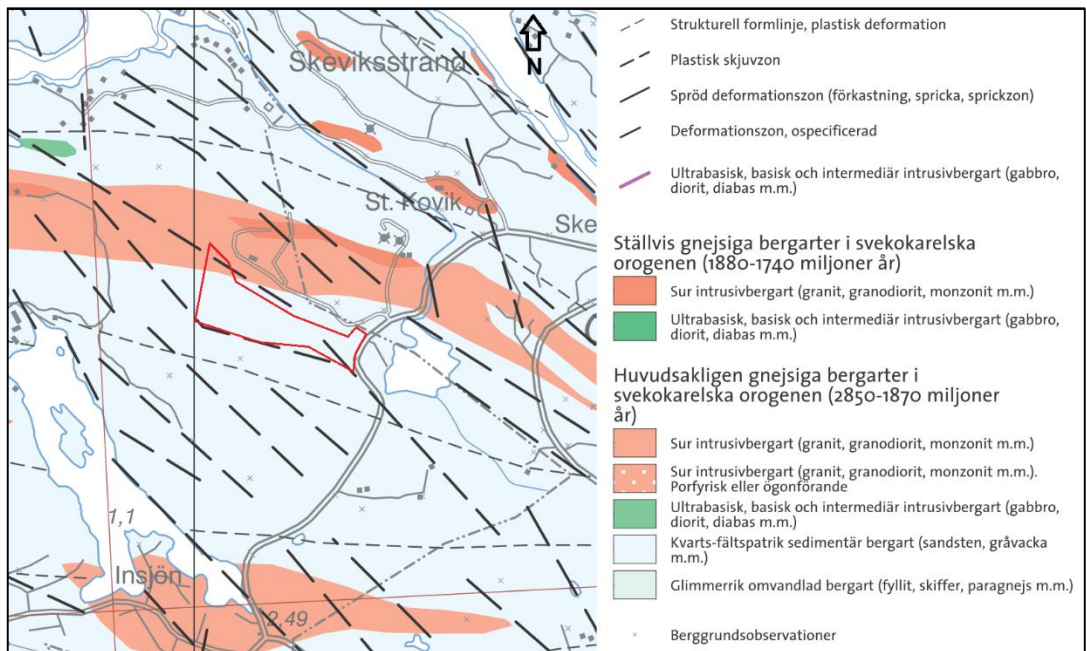 N
Skeviksstrand
St. Kovik
Ske
1,1
Insjön
2,49
Strukturell formlinje, plastisk deformation
Plastisk skjuvzon
Spröd deformationszon (förkastning, spricka, sprickzon)
Deformationszon, ospecificerad
Ultrabasisk, basisk och intermediär intrusivbergart (gabbro,
diorit, diabas m.m.)
Ställvis gnejsiga bergarter i svekokarelska
orogenen (1880-1740 miljoner år)
Sur intrusivbergart (granit, granodiorit, monzonit m.m.)
Ultrabasisk, basisk och intermediär intrusivbergart (gabbro,
diorit, diabas m.m.)
Huvudsakligen gnejsiga bergarter i
svekokarelska orogenen (2850-1870 miljoner
år)
Sur intrusivbergart (granit, granodiorit, monzonit m.m.)
Sur intrusivbergart (granit, granodiorit, monzonit m.m.).
Porfyrisk eller ögonförande
Ultrabasisk, basisk och intermediär intrusivbergart (gabbro,
diorit, diabas m.m.)
Kvarts-fältspatrik sedimentär bergart (sandsten, gråvacka
m.m.)
Glimmerrik omvandlad bergart (fyllit, skiffer, paragnejs m.m.)
Berggrundsobservationer